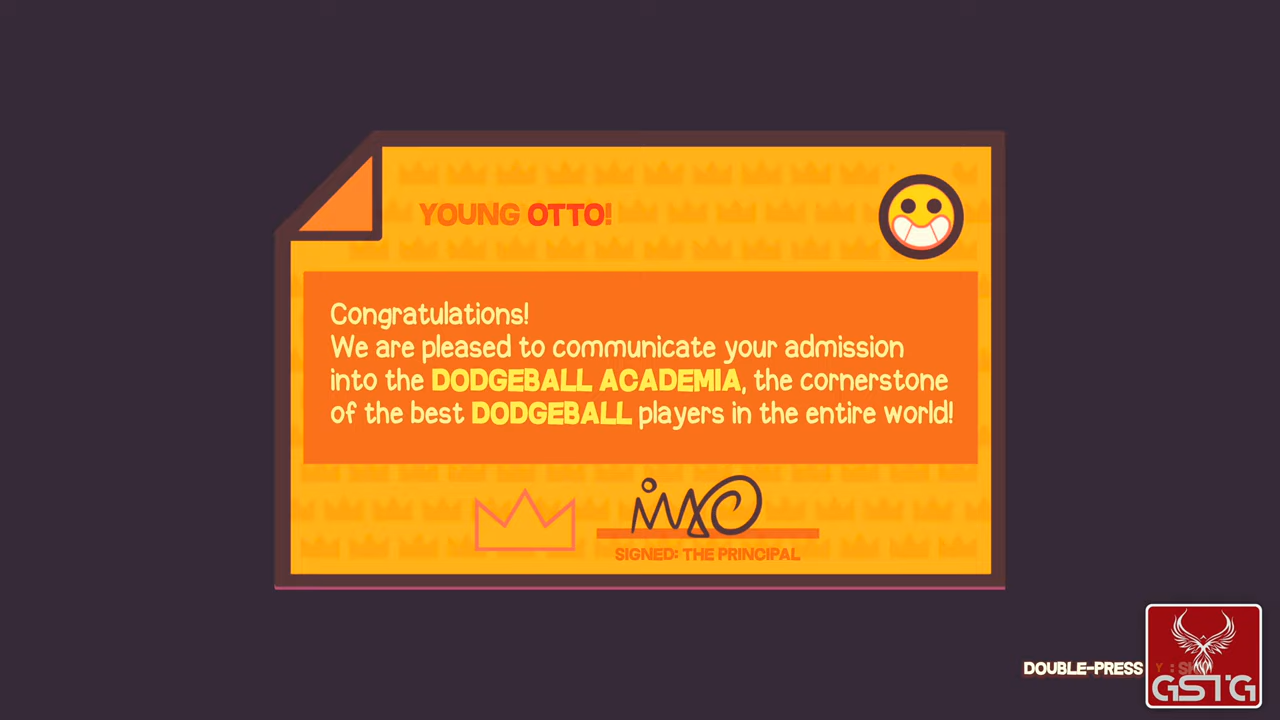 YOUNG OTTO!
Congratulations!
We are pleased to communicate your admission
into the DODGEBALL ACADEMIA, the cornerstone
of the best DODGEBALL players in the entire world!
SIGNED: THE PRINCIPAL
DOUBLE-PRESS Y :
GSTG